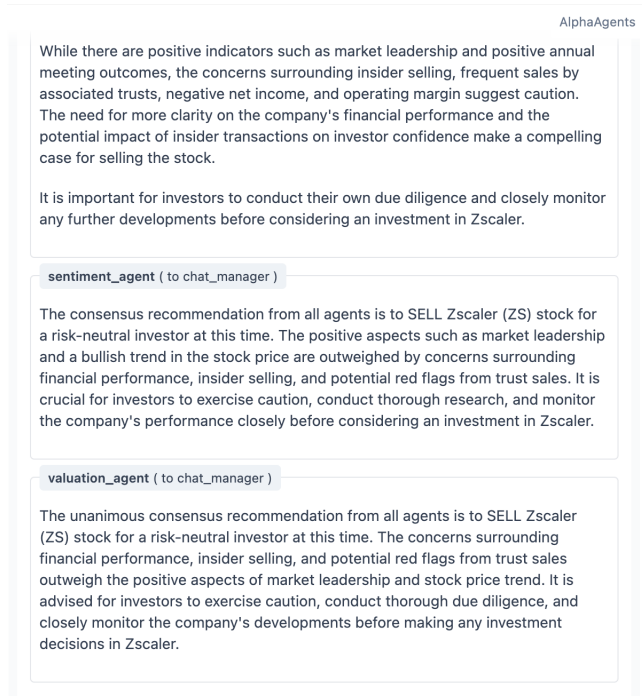 AlphaAgents
While there are positive indicators such as market leadership and positive annual
meeting outcomes, the concerns surrounding insider selling, frequent sales by
associated trusts, negative net income, and operating margin suggest caution.
The need for more clarity on the company's financial performance and the
potential impact of insider transactions on investor confidence make a compelling
case for selling the stock.
It is important for investors to conduct their own due diligence and closely monitor
any further developments before considering an investment in Zscaler.
sentiment_agent ( to chat_manager )
The consensus recommendation from all agents is to SELL Zscaler (ZS) stock for
a risk-neutral investor at this time. The positive aspects such as market leadership
and a bullish trend in the stock price are outweighed by concerns surrounding
financial performance, insider selling, and potential red flags from trust sales. It is
crucial for investors to exercise caution, conduct thorough research, and monitor
the company's performance closely before considering an investment in Zscaler.
valuation_agent ( to chat_manager )
The unanimous consensus recommendation from all agents is to SELL Zscaler
(ZS) stock for a risk-neutral investor at this time. The concerns surrounding
financial performance, insider selling, and potential red flags from trust sales
outweigh the positive aspects of market leadership and stock price trend. It is
advised for investors to exercise caution, conduct thorough due diligence, and
closely monitor the company's developments before making any investment
decisions in Zscaler.